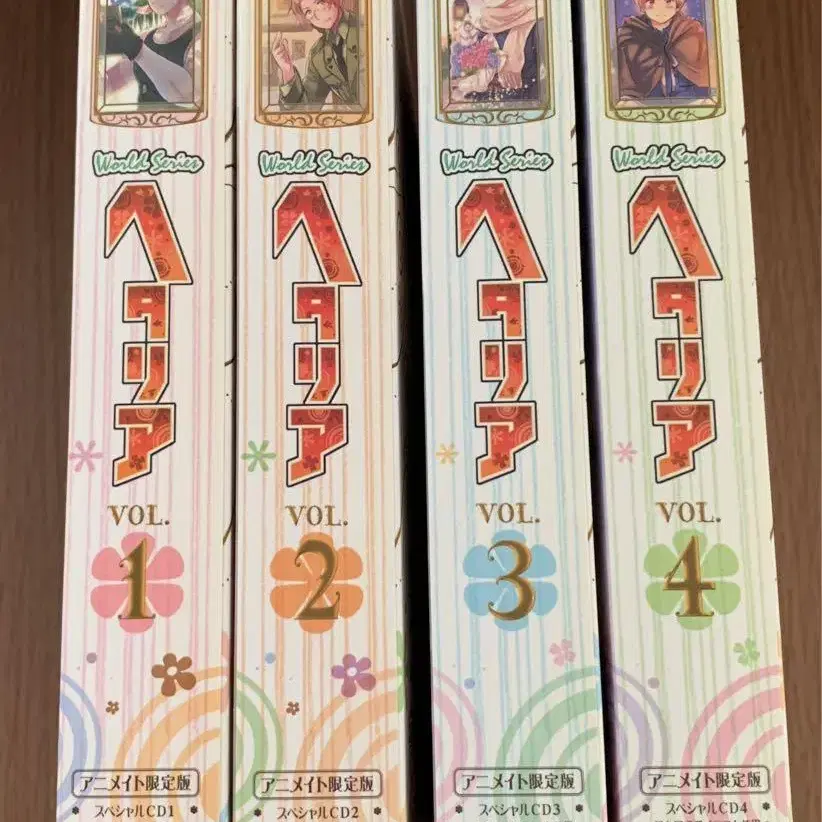 World Series
ヘタリア
VOL.
1
アニメイト限定版
スペシャルCD1
World Series
ヘタリア
VOL.
2
アニメイト限定版
スペシャルCD2
World Series
ヘタリア
VOL.
3
アニメイト限定版
スペシャルCD3
World Series
ヘタリア
VOL.
4
アニメイト限定版
スペシャルCD4